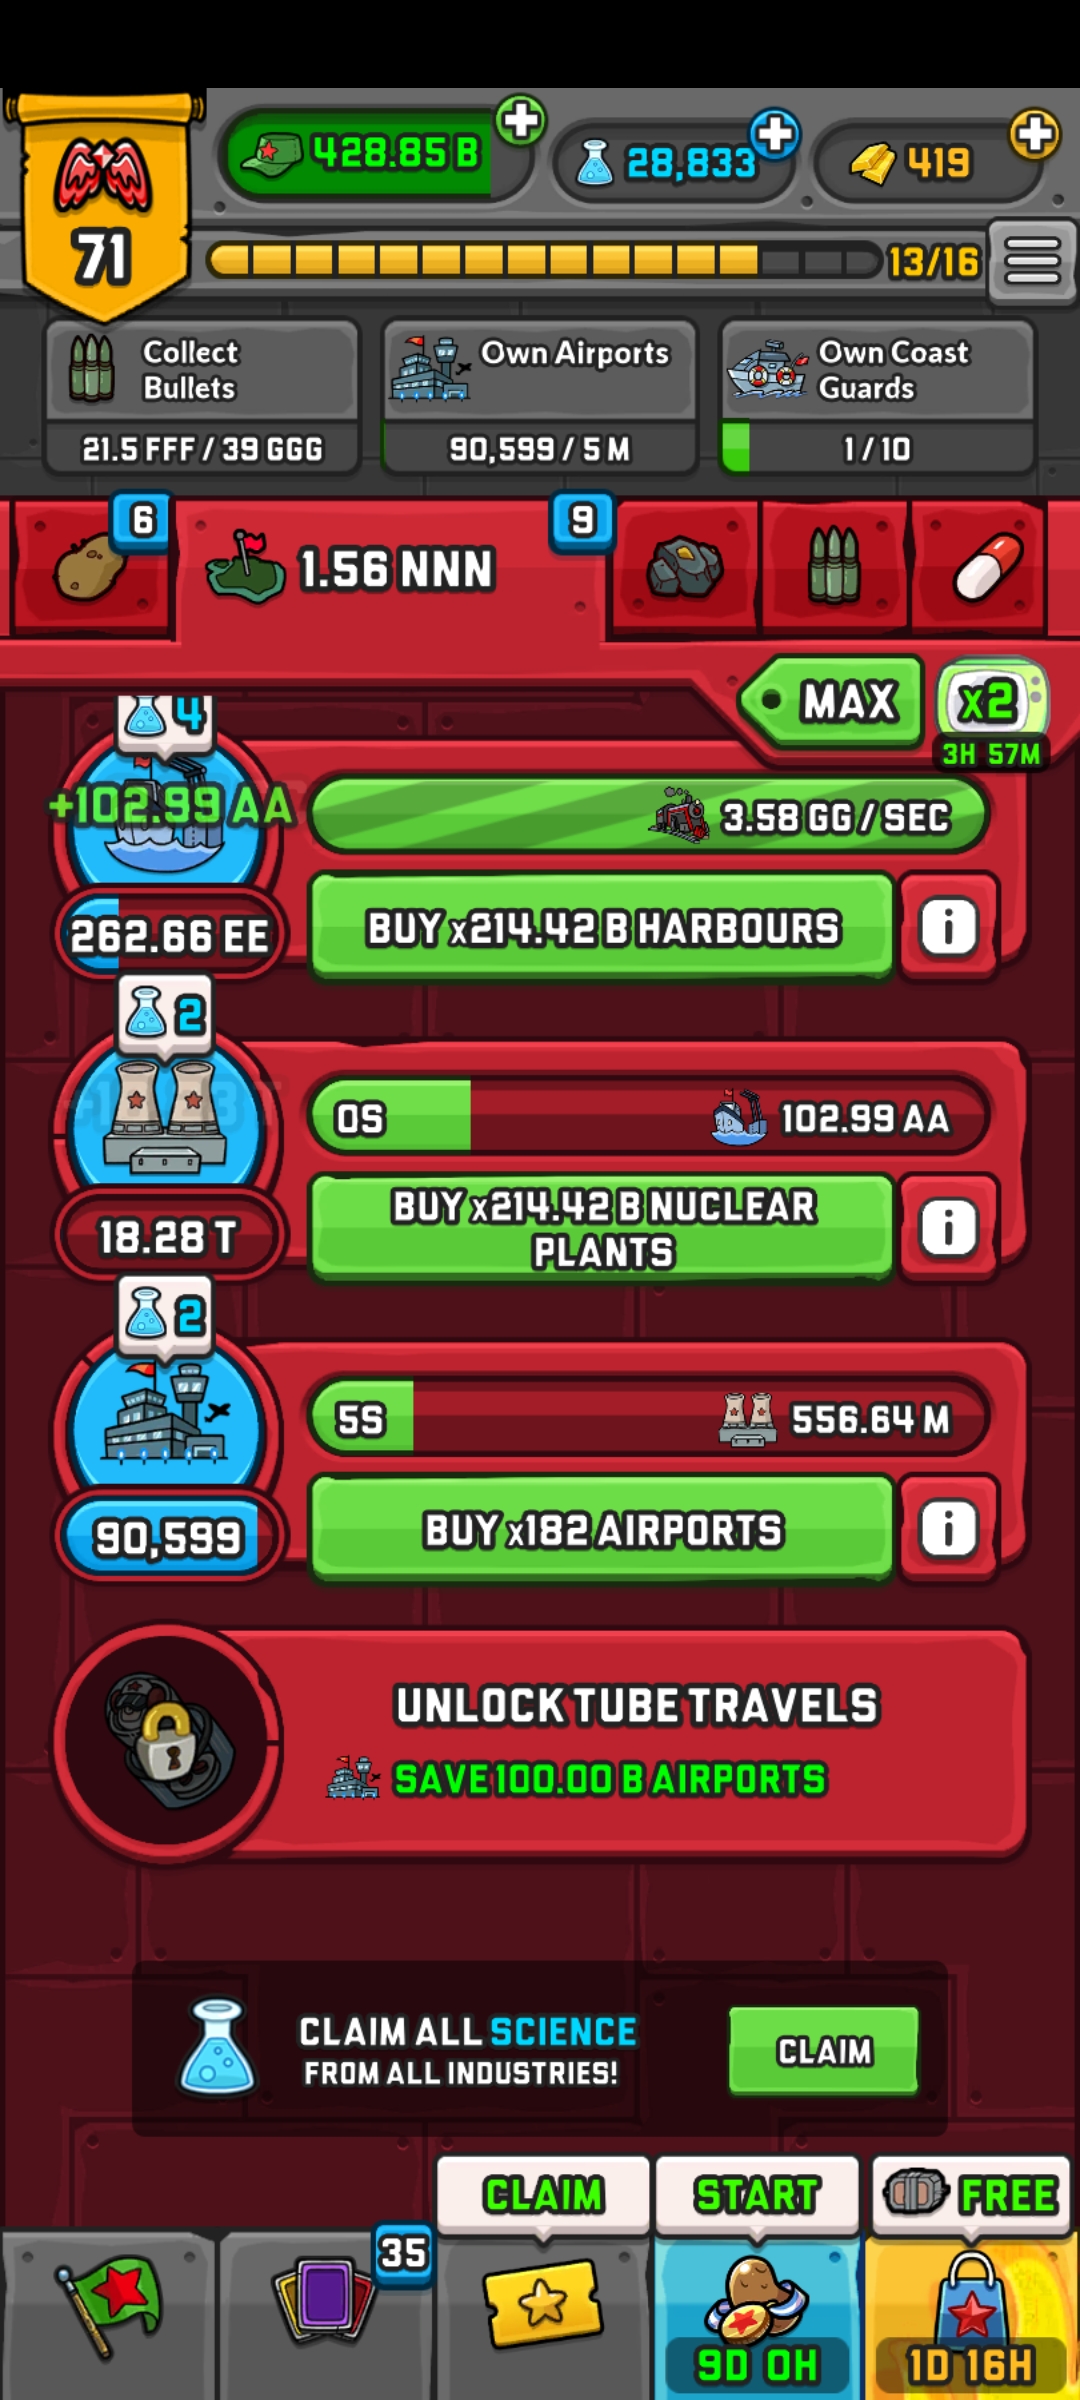 428.85 B
28,833
419
71
13/16
Collect
Bullets
Own Airports
Own Coast
Guards
21.5 FFF / 39 GGG
90,599 / 5 M
1 / 10
6
1.56 NNN
9
MAX
x2
3H 57M
4
+102.99 AA
3.58 GG / SEC
262.66 EE
BUY x214.42 B HARBOURS
i
2
0S
102.99 AA
18.28 T
BUY x214.42 B NUCLEAR
PLANTS
i
2
5S
556.64 M
90,599
BUY x182 AIRPORTS
i
UNLOCK TUBE TRAVELS
SAVE 100.00 B AIRPORTS
CLAIM ALL SCIENCE
FROM ALL INDUSTRIES!
CLAIM
CLAIM
START
FREE
35
9D 0H
1D 16H